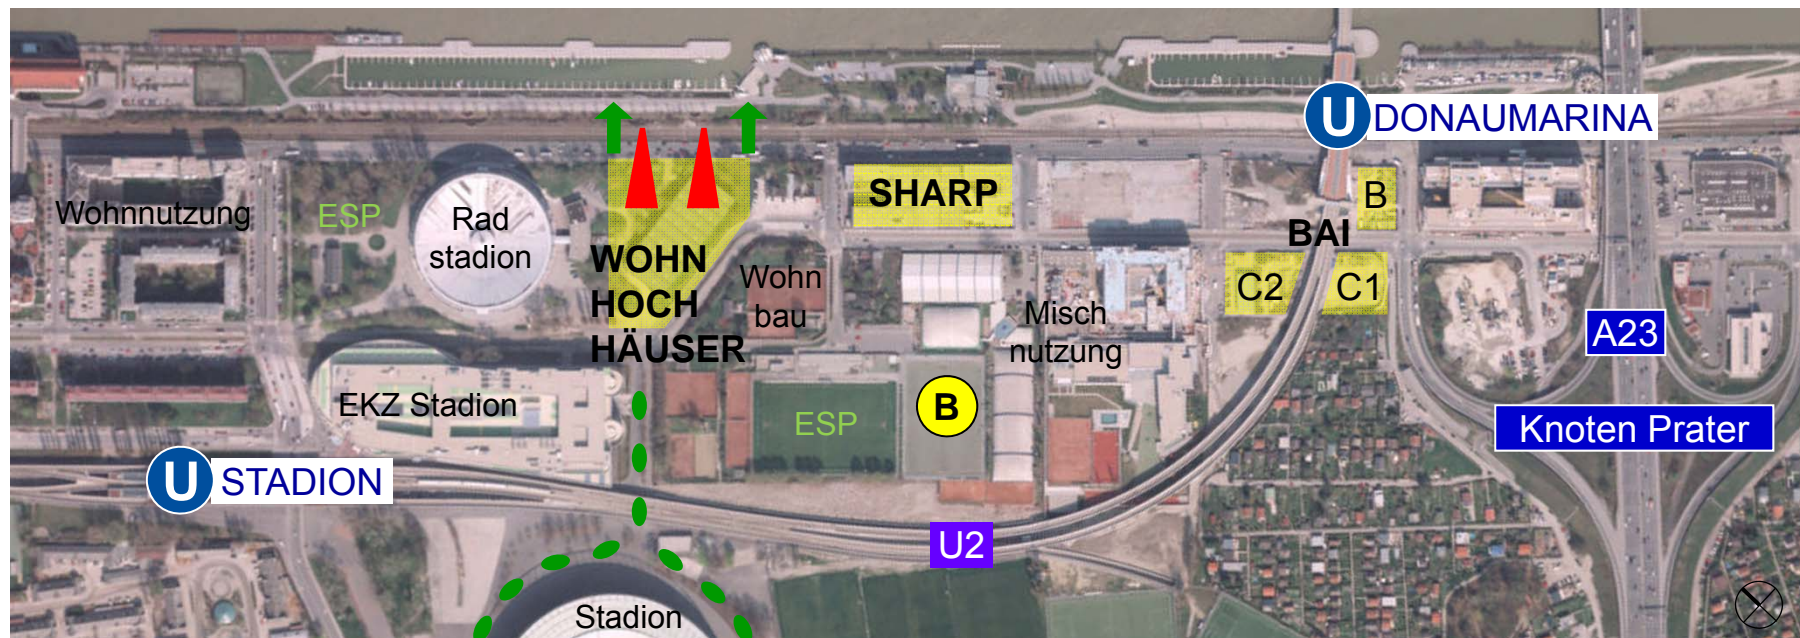 U DONAUMARINA
Wohnnutzung
ESP
Rad
stadion
SHARP
B
BAI
WOHN
HOCH
HÄUSER
Wohn
bau
C2
C1
Misch
nutzung
A23
EKZ Stadion
ESP
B
Knoten Prater
U STADION
U2
Stadion